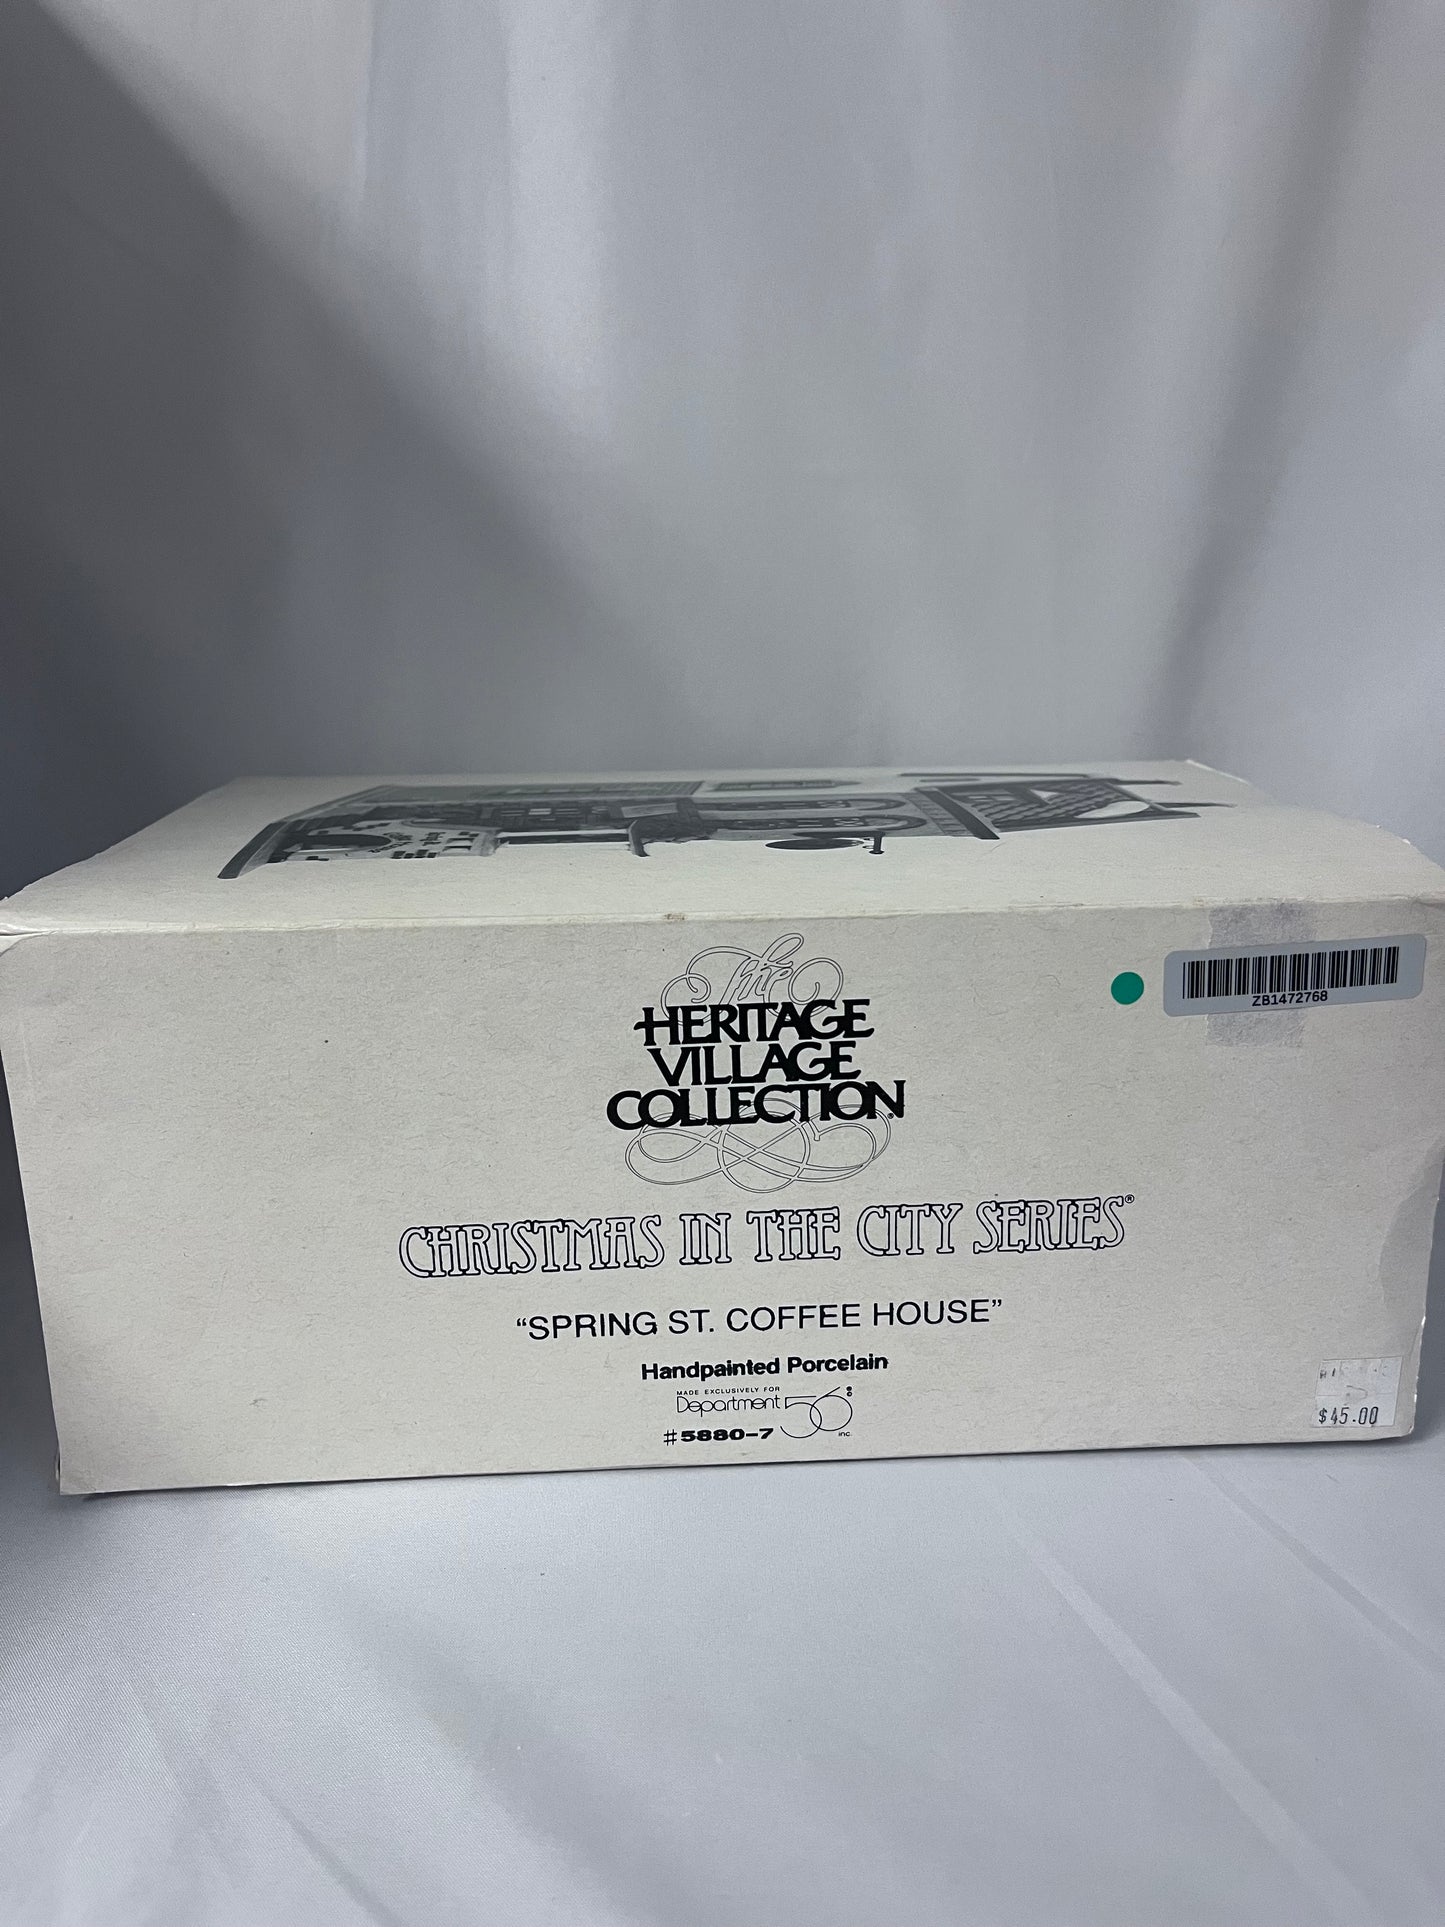 The
HERITAGE
VILLAGE
COLLECTION®
CHRISTMAS IN THE CITY SERIES®
“SPRING ST. COFFEE HOUSE”
Handpainted Porcelain
MADE EXCLUSIVELY FOR
Department 56®
inc.
#5880-7
ZB1472768
$45.00